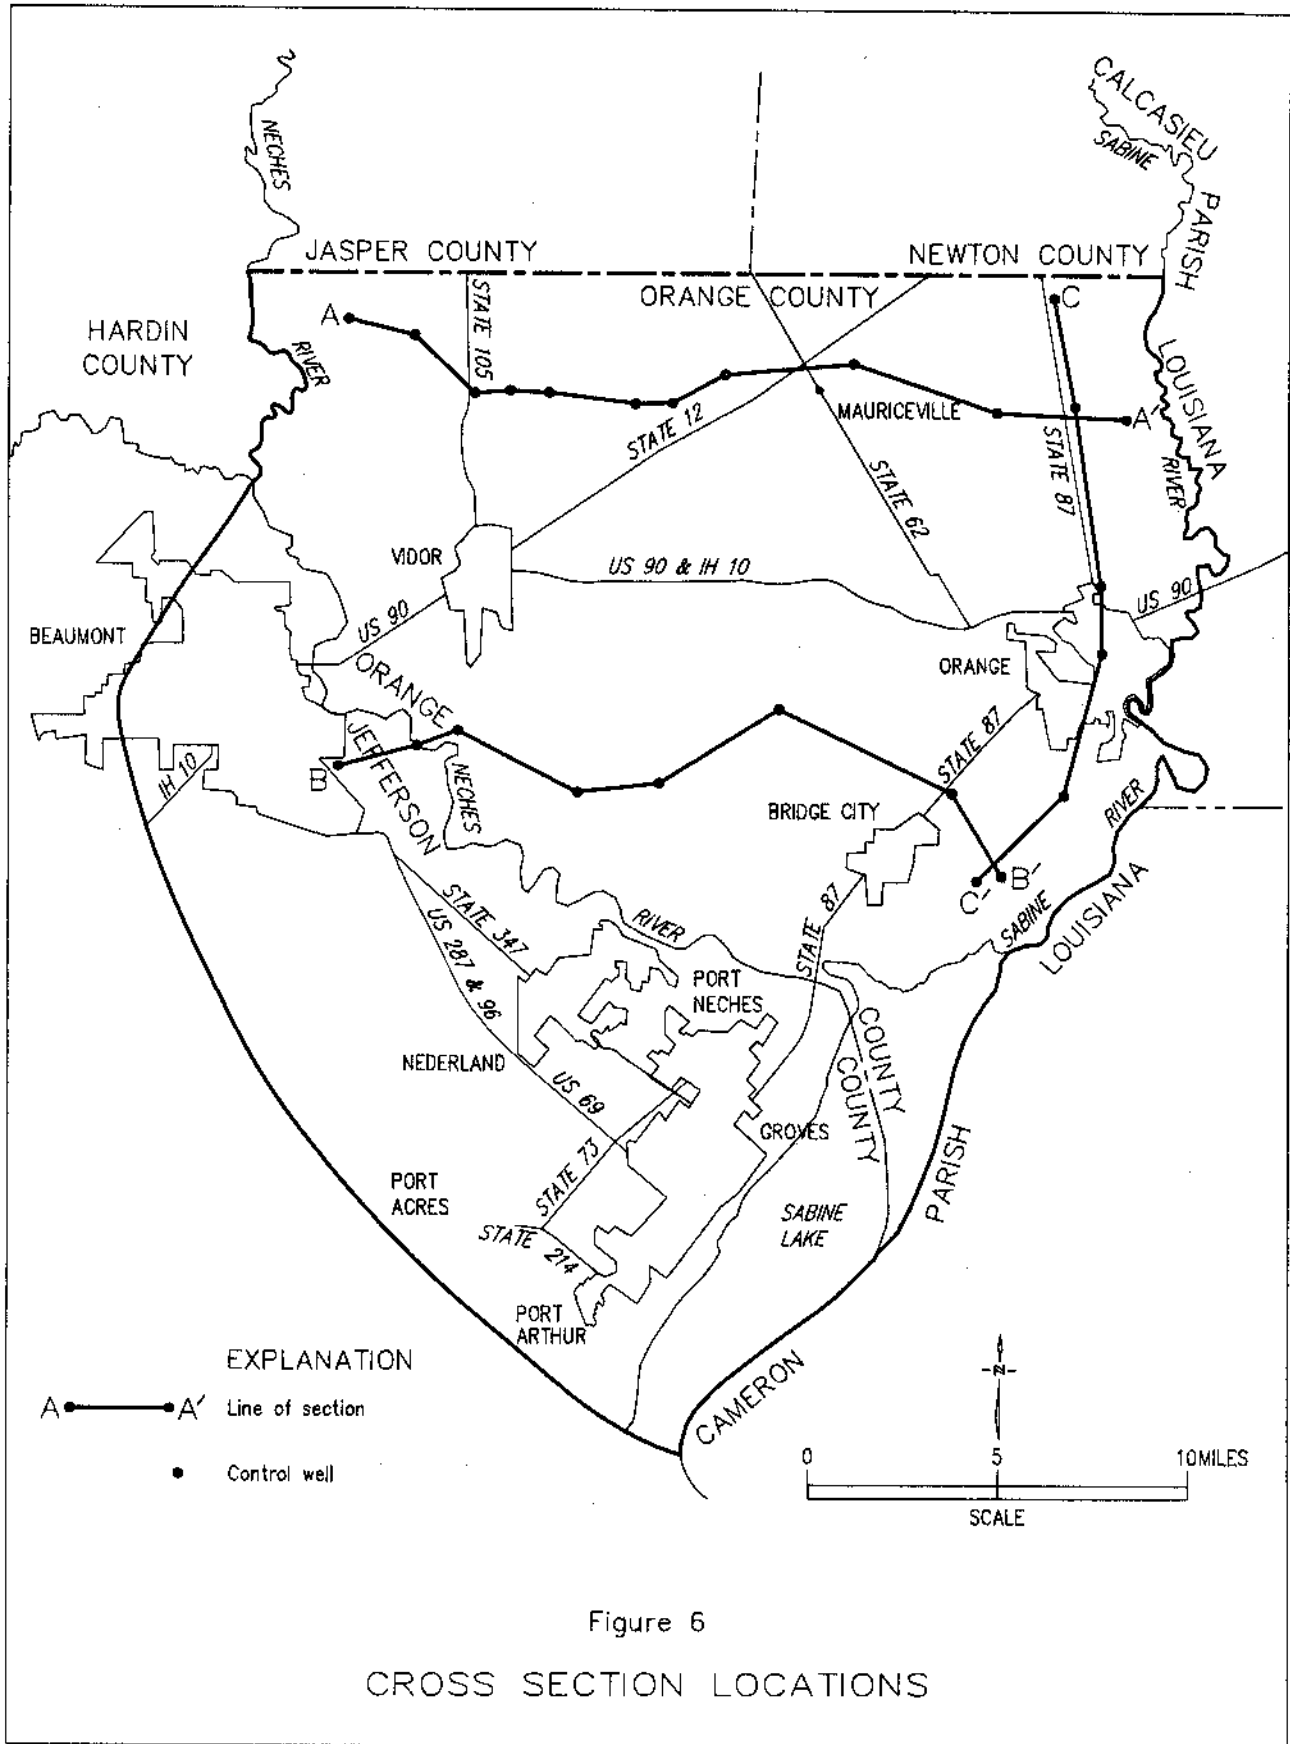 CALCASIEU
SABINE
NECHES
PARISH
JASPER COUNTY
NEWTON COUNTY
ORANGE COUNTY
STATE 105
C
A
HARDIN
COUNTY
RIVER
LOUISIANA
MAURICEVILLE
A'
STATE 12
STATE 87
STATE 62
RIVER
VIDOR
US 90 & IH 10
US 90
US 90
BEAUMONT
ORANGE
ORANGE
JEFFERSON
STATE 87
IH 10
B
NECHES
BRIDGE CITY
RIVER
C'
B'
STATE 347
STATE 87
SABINE
LOUISIANA
US 287 & 96
RIVER
PORT
NECHES
COUNTY
COUNTY
NEDERLAND
US 69
GROVES
STATE 73
PORT
ACRES
PARISH
SABINE
LAKE
STATE 214
PORT
ARTHUR
CAMERON
EXPLANATION
A A' Line of section
Control well
N
0 5 10 MILES
SCALE
Figure 6
CROSS SECTION LOCATIONS